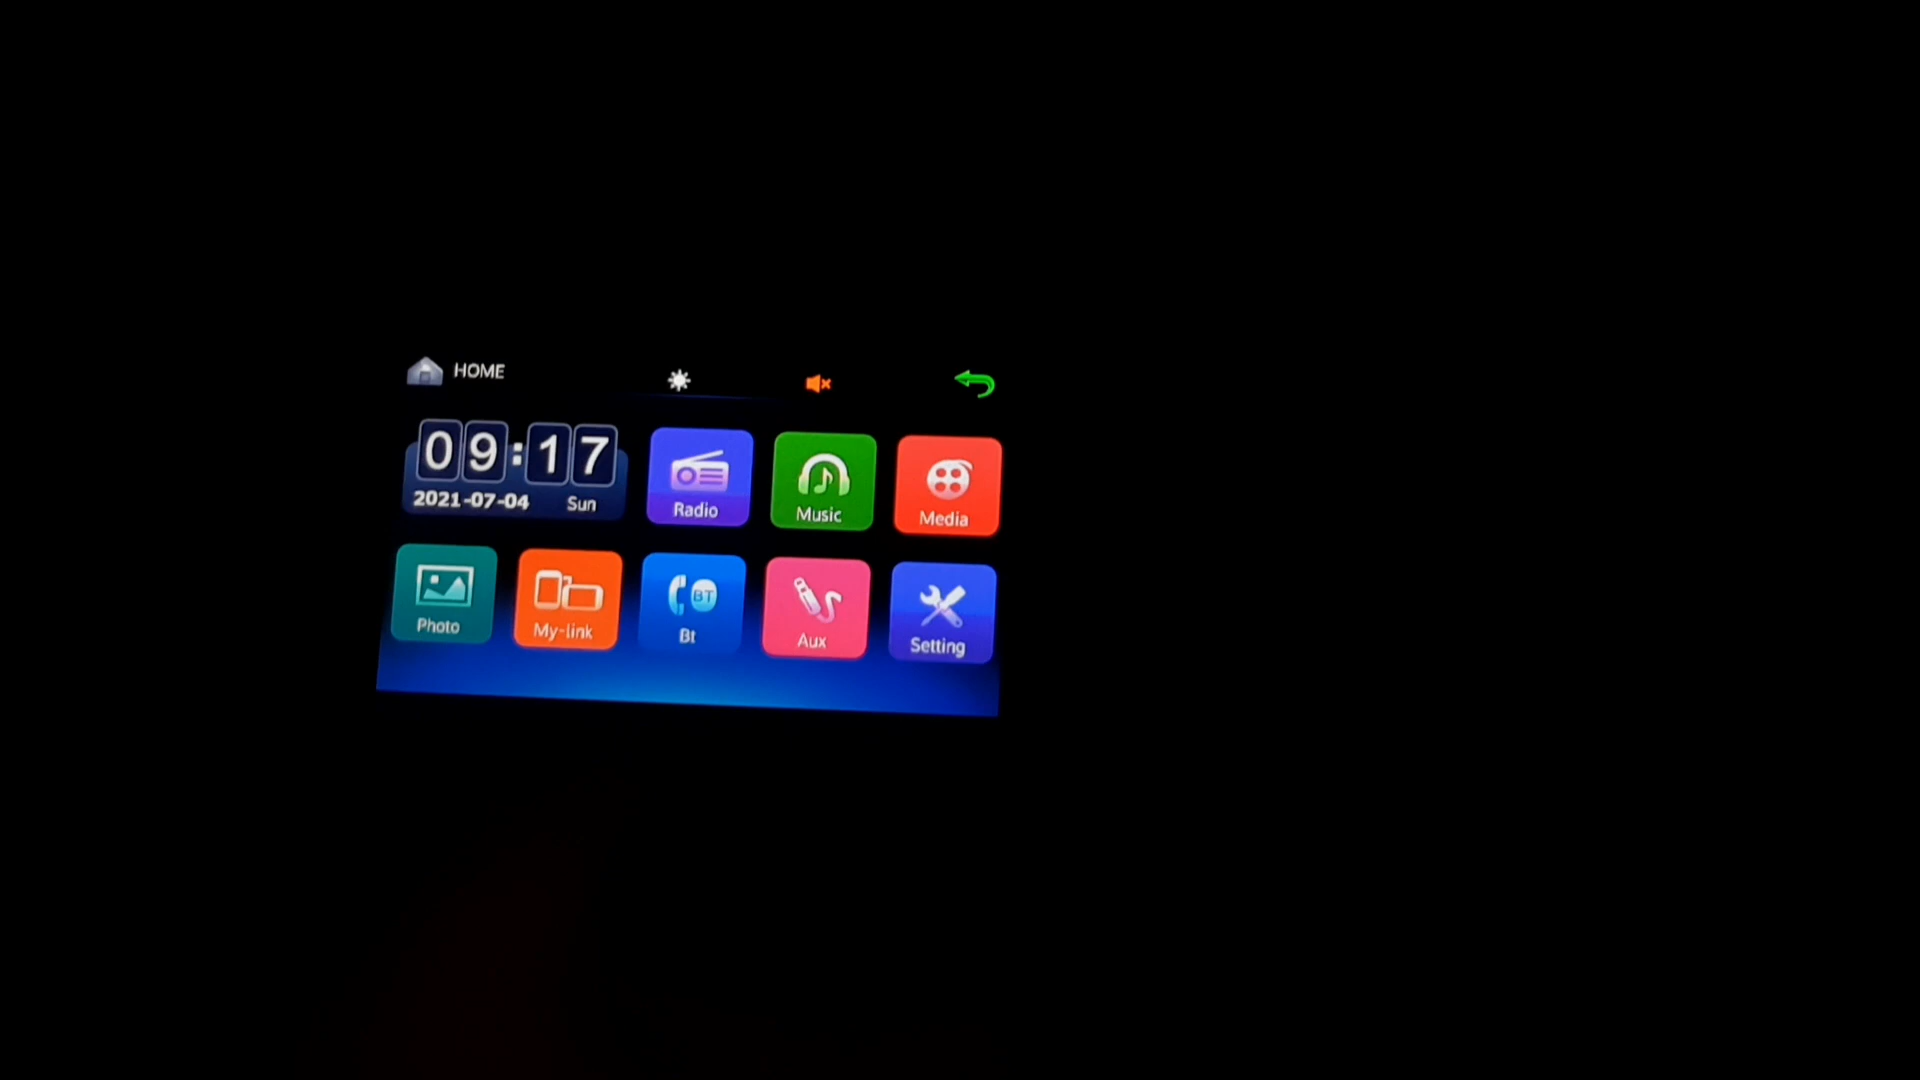 HOME
09:17
2021-07-04 Sun
Radio
Music
Media
Photo
My-link
BT
Bt
Aux
Setting